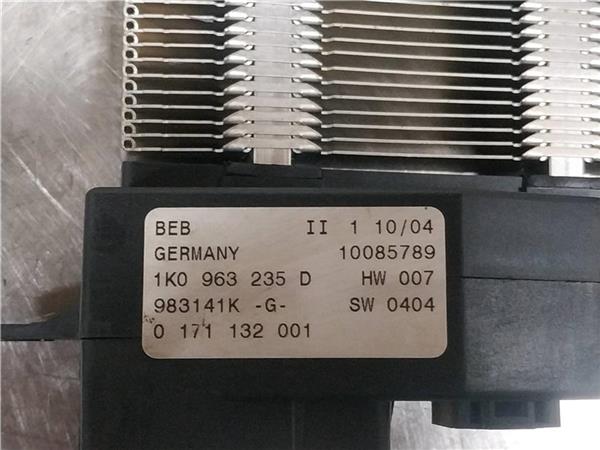 BEB II 1 10/04
GERMANY 10085789
1K0 963 235 D HW 007
983141K -G- SW 0404
0 171 132 001